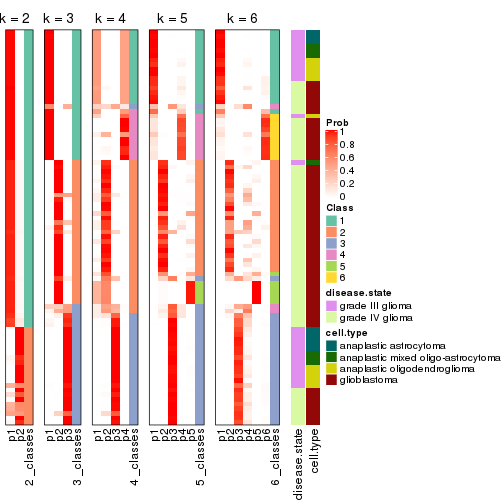 k = 2 k = 3 k = 4 k = 5 k = 6
Prob
1
0.8
0.6
0.4
0.2
0
Class
1
2
3
4
5
6
disease.state
grade III glioma
grade IV glioma
cell.type
anaplastic astrocytoma
anaplastic mixed oligo-astrocytoma
anaplastic oligodendroglioma
glioblastoma
p1 p2 2_classes p1 p2 p3 3_classes p1 p2 p3 p4 4_classes p1 p2 p3 p4 p5 5_classes p1 p2 p3 p4 p5 p6 6_classes disease.state cell.type